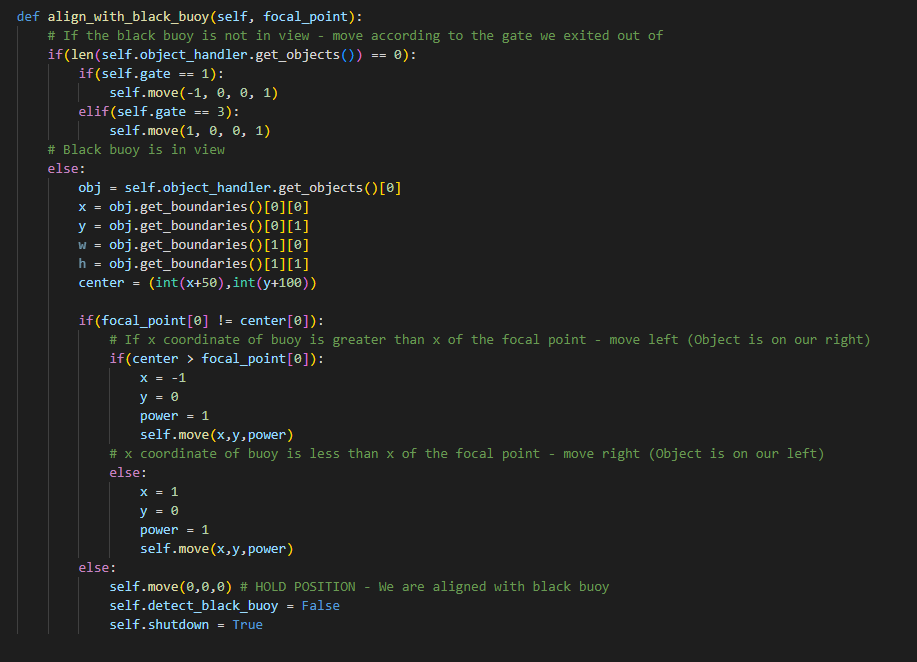 def align_with_black_buoy(self, focal_point):
    # If the black buoy is not in view - move according to the gate we exited out of
    if(len(self.object_handler.get_objects()) == 0):
        if(self.gate == 1):
            self.move(-1, 0, 0, 1)
        elif(self.gate == 3):
            self.move(1, 0, 0, 1)
    # Black buoy is in view
    else:
        obj = self.object_handler.get_objects()[0]
        x = obj.get_boundaries()[0][0]
        y = obj.get_boundaries()[0][1]
        w = obj.get_boundaries()[1][0]
        h = obj.get_boundaries()[1][1]
        center = (int(x+50),int(y+100))

        if(focal_point[0] != center[0]):
            # If x coordinate of buoy is greater than x of the focal point - move left (Object is on our right)
            if(center > focal_point[0]):
                x = -1
                y = 0
                power = 1
                self.move(x,y,power)
            # x coordinate of buoy is less than x of the focal point - move right (Object is on our left)
            else:
                x = 1
                y = 0
                power = 1
                self.move(x,y,power)
        else:
            self.move(0,0,0) # HOLD POSITION - We are aligned with black buoy
            self.detect_black_buoy = False
            self.shutdown = True